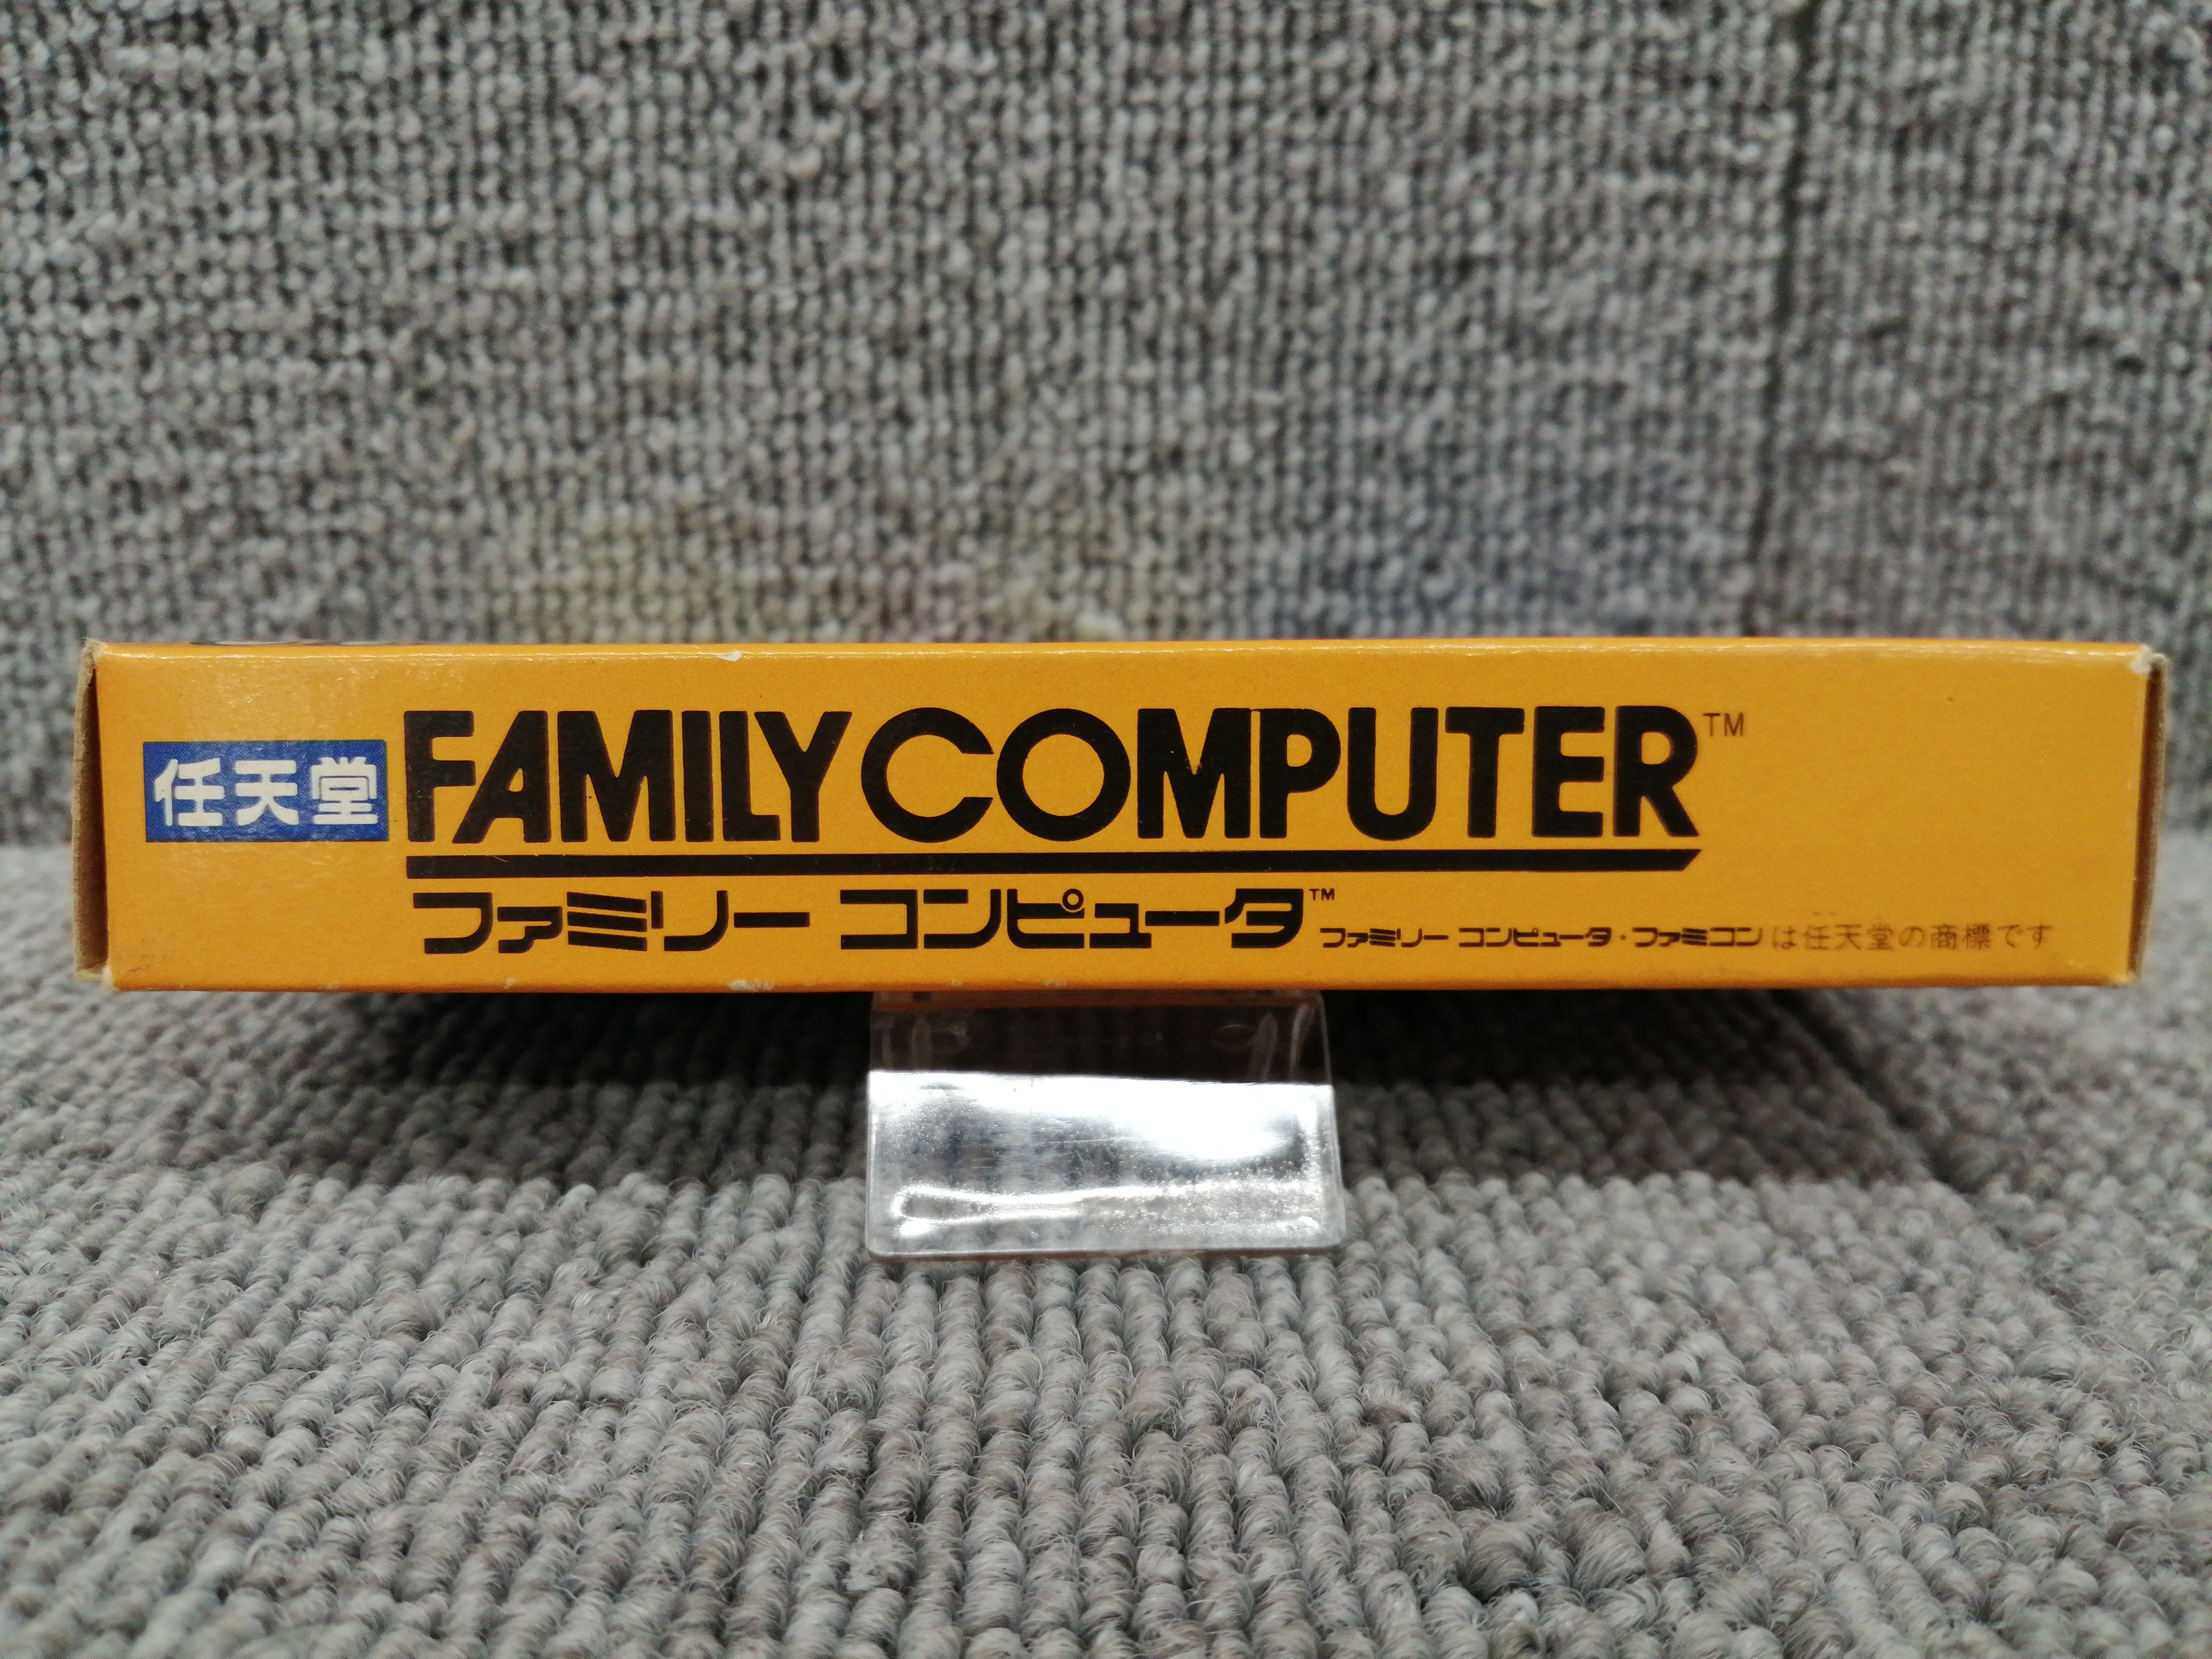 任天堂 FAMILY COMPUTER™
ファミリー コンピュータ™ ファミリー コンピュータ・ファミコン は任天堂の商標です